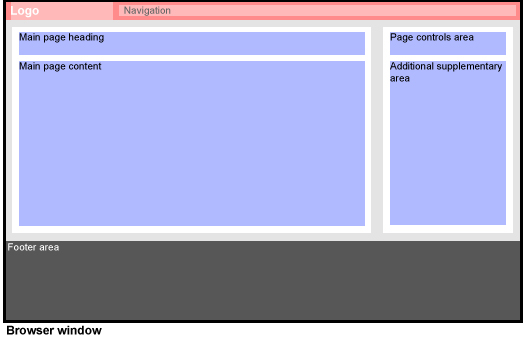 Logo
Navigation
Main page heading
Page controls area
Main page content
Additional supplementary
area
Footer area
Browser window